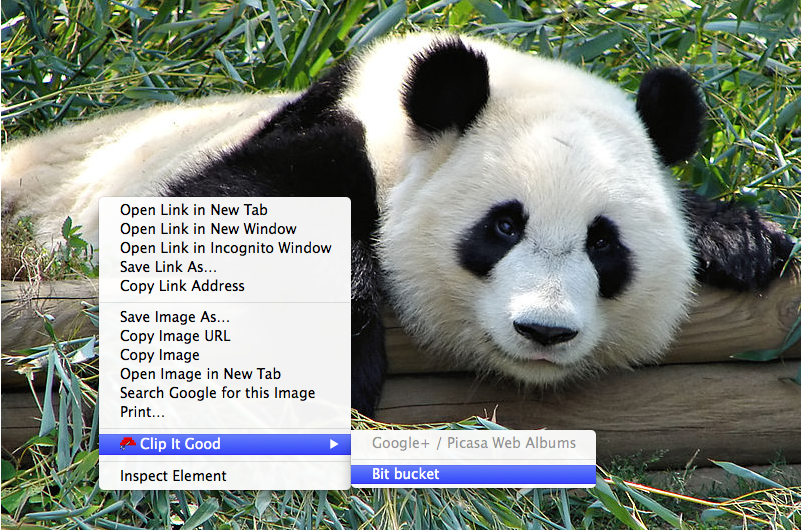 Open Link in New Tab
Open Link in New Window
Open Link in Incognito Window
Save Link As…
Copy Link Address
Save Image As…
Copy Image URL
Copy Image
Open Image in New Tab
Search Google for this Image
Print…
Clip It Good
Google+ / Picasa Web Albums
Bit bucket
Inspect Element